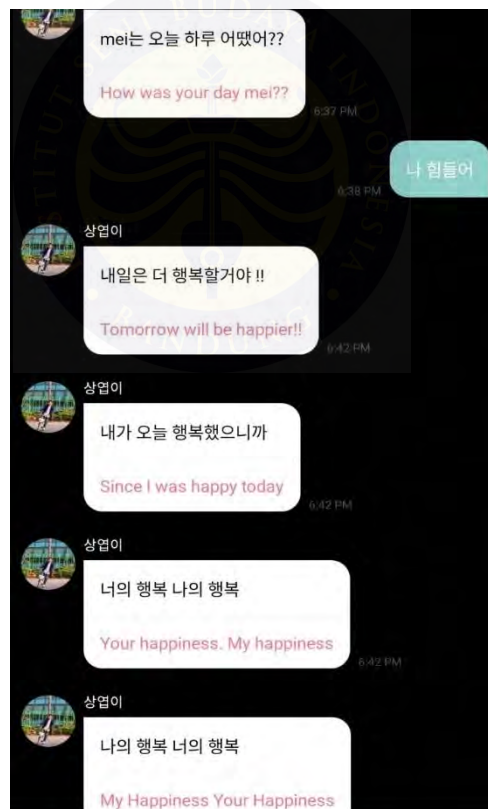 mei는 오늘 하루 어땠어??
How was your day mei??
6:37 PM
나 힘들어
6:38 PM
상엽이
내일은 더 행복할거야 !!
Tomorrow will be happier!!
6:42 PM
상엽이
내가 오늘 행복했으니까
Since I was happy today
6:42 PM
상엽이
너의 행복 나의 행복
Your happiness. My happiness
6:42 PM
상엽이
나의 행복 너의 행복
My Happiness Your Happiness
INSTITUT SENI BUDAYA INDONESIA
BANDUNG